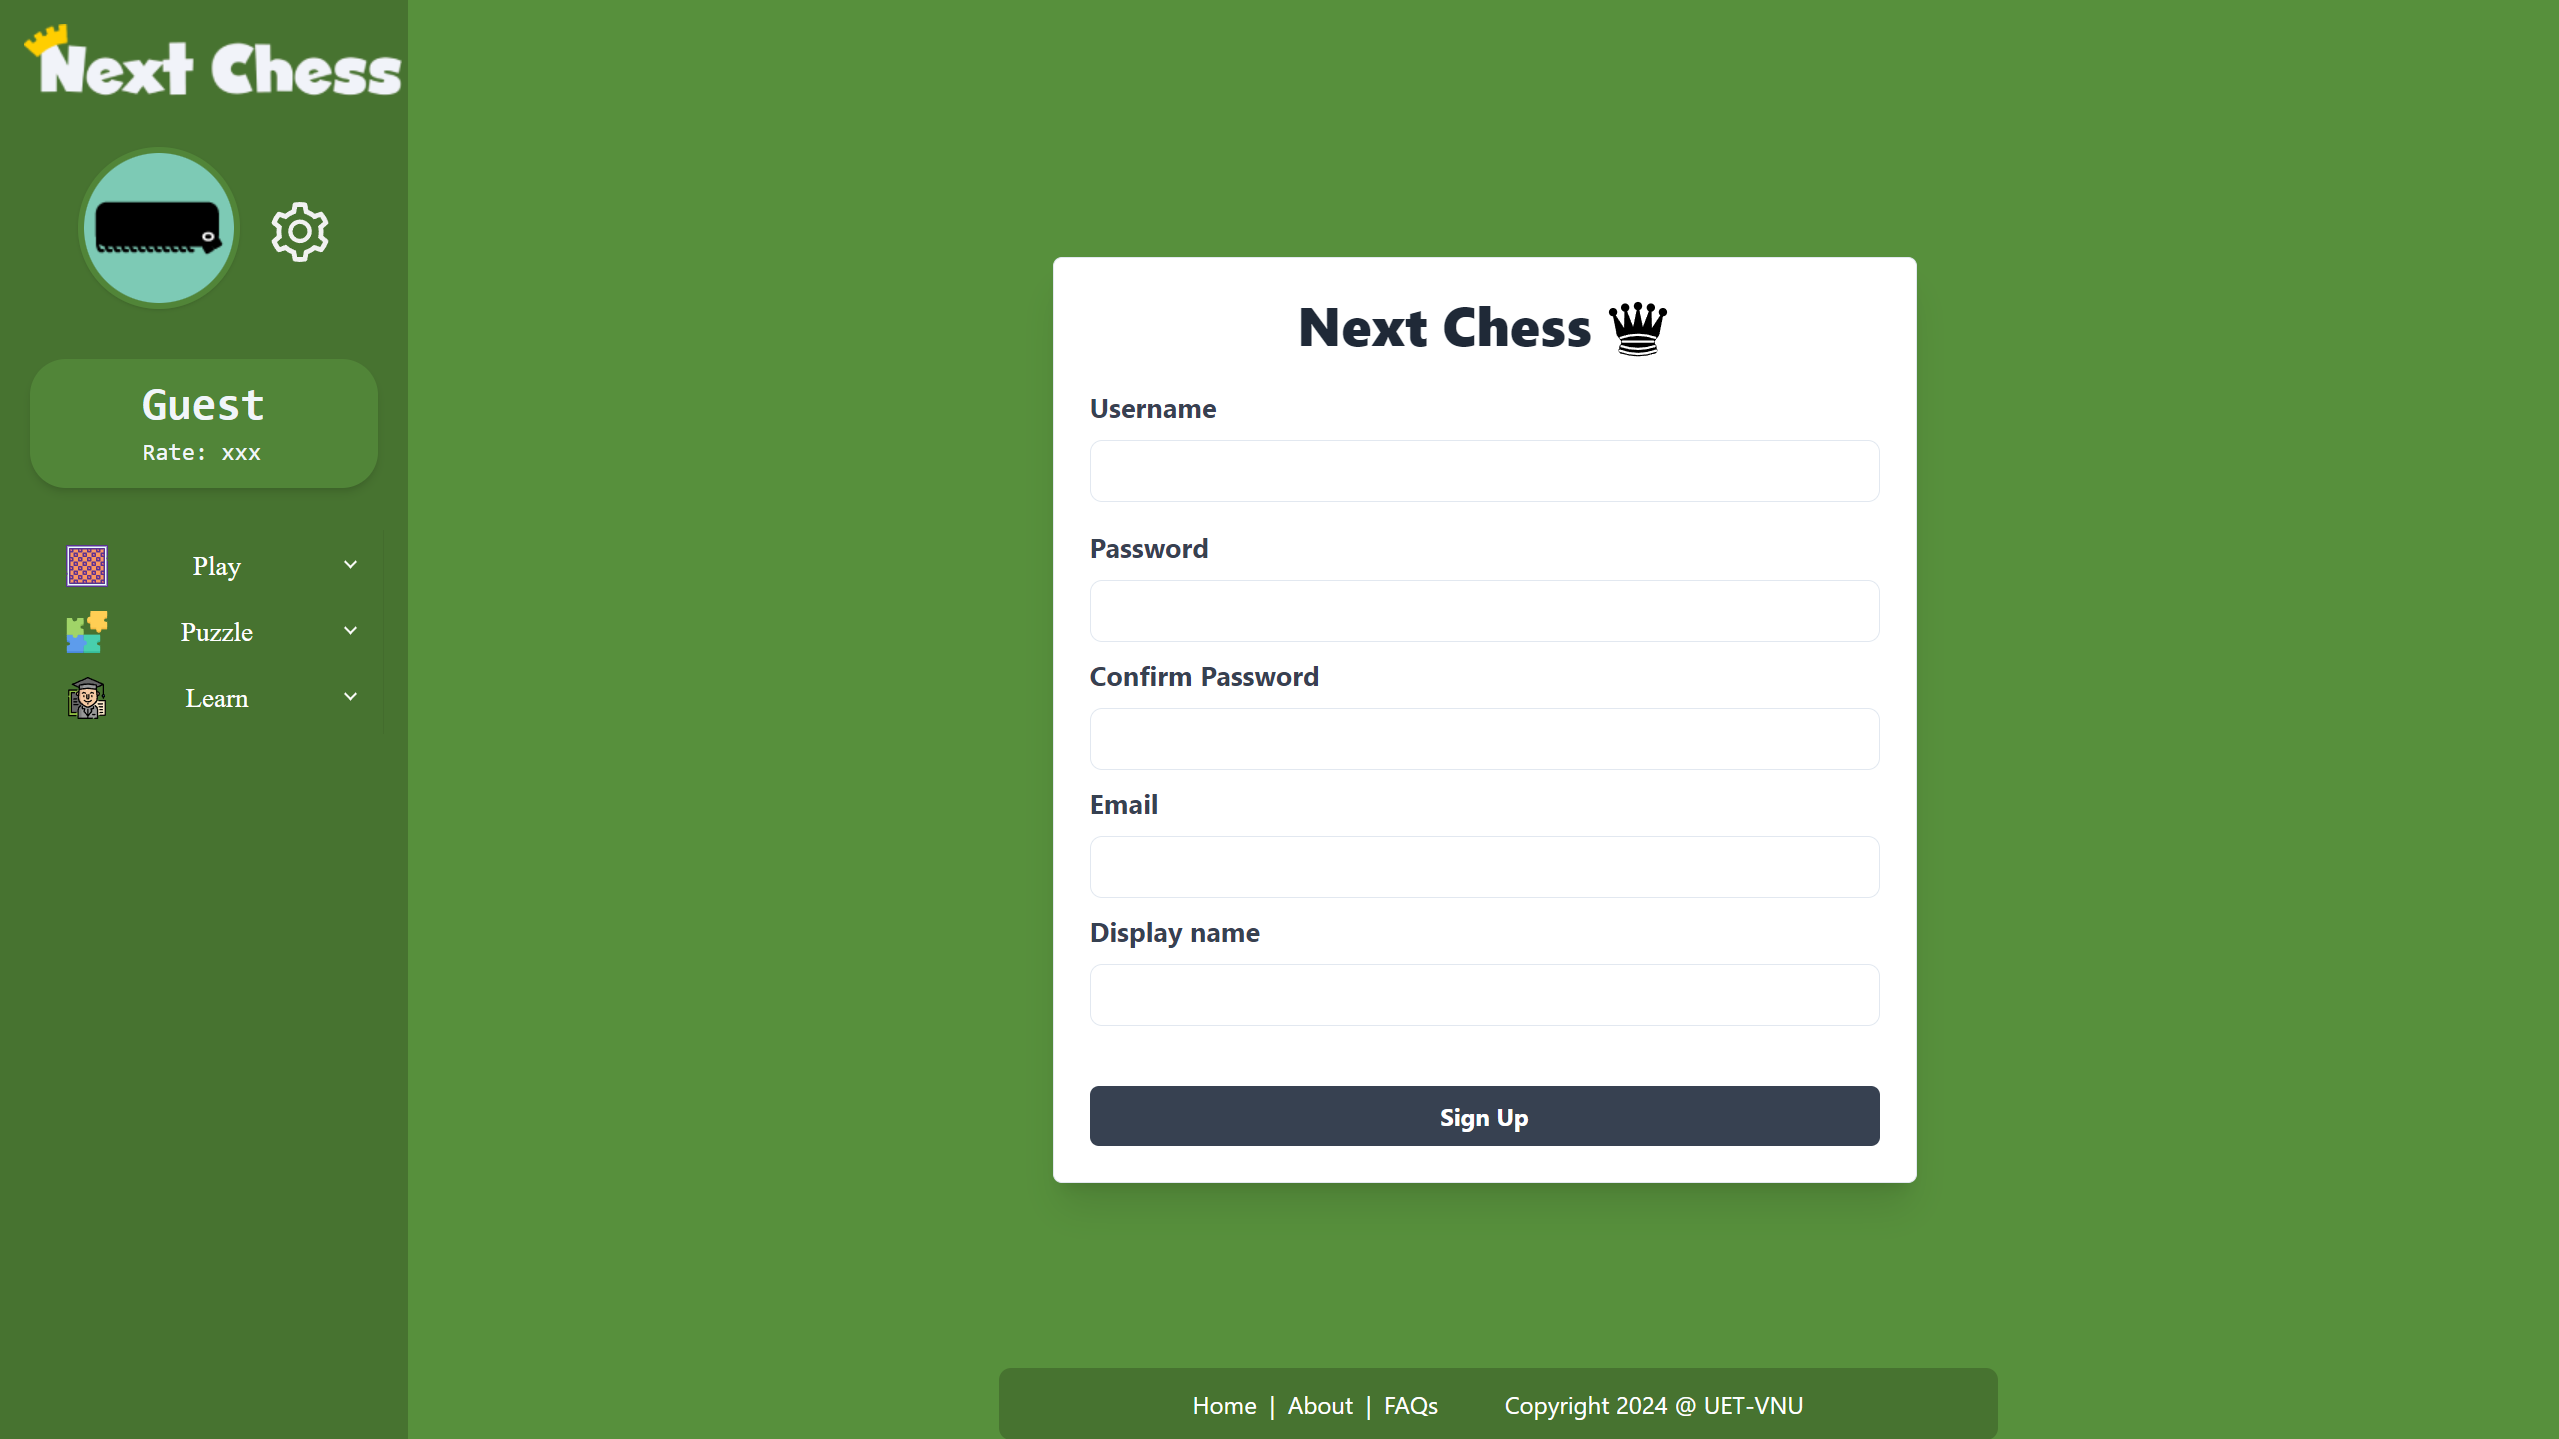 Next Chess
Guest
Rate: xxx
Play
Puzzle
Learn
Next Chess
Username
Password
Confirm Password
Email
Display name
Sign Up
Home | About | FAQs Copyright 2024 @ UET-VNU